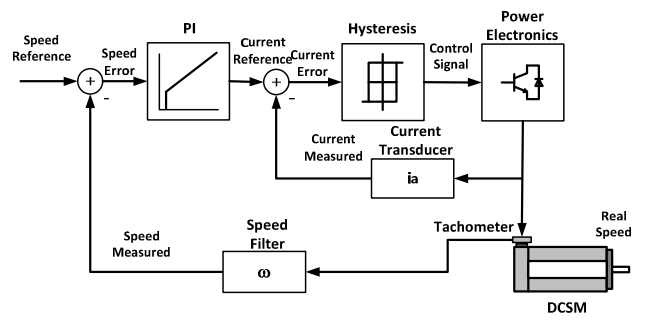 Speed
Reference
Speed
Error
PI
Current
Reference
Current
Error
Hysteresis
Control
Signal
Power
Electronics
+
-
+
-
Current
Measured
Current
Transducer
ia
Speed
Measured
Speed
Filter
ω
Tachometer
Real
Speed
DCSM